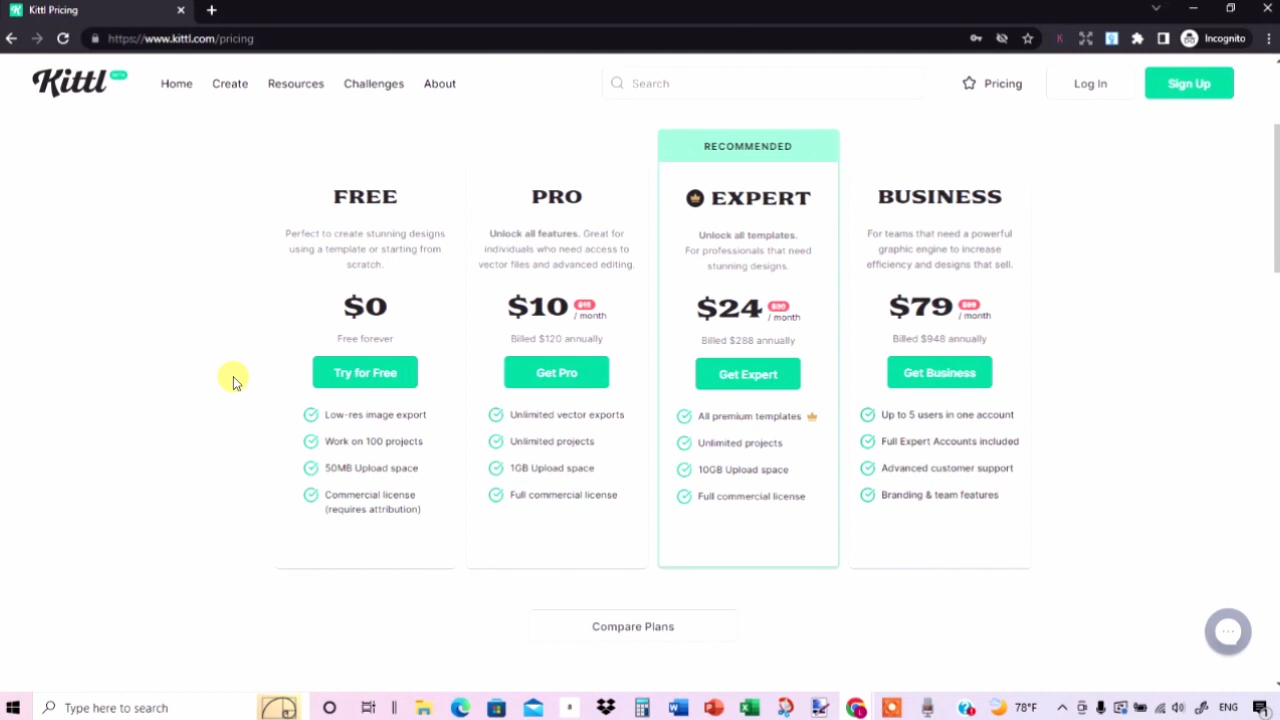 Kittl Pricing
https://www.kittl.com/pricing
Incognito
Kittl
BETA
Home
Create
Resources
Challenges
About
Search
Pricing
Log In
Sign Up
RECOMMENDED
FREE
Perfect to create stunning designs
using a template or starting from
scratch.
$0
Free forever
Try for Free
Low-res image export
Work on 100 projects
50MB Upload space
Commercial license
(requires attribution)
PRO
Unlock all features. Great for
individuals who need access to
vector files and advanced editing.
$10
$15
/ month
Billed $120 annually
Get Pro
Unlimited vector exports
Unlimited projects
1GB Upload space
Full commercial license
EXPERT
Unlock all templates.
For professionals that need
stunning designs.
$24
$30
/ month
Billed $288 annually
Get Expert
All premium templates
Unlimited projects
10GB Upload space
Full commercial license
BUSINESS
For teams that need a powerful
graphic engine to increase
efficiency and designs that sell.
$79
$99
/ month
Billed $948 annually
Get Business
Up to 5 users in one account
Full Expert Accounts included
Advanced customer support
Branding & team features
Compare Plans
Type here to search
78°F
ENG